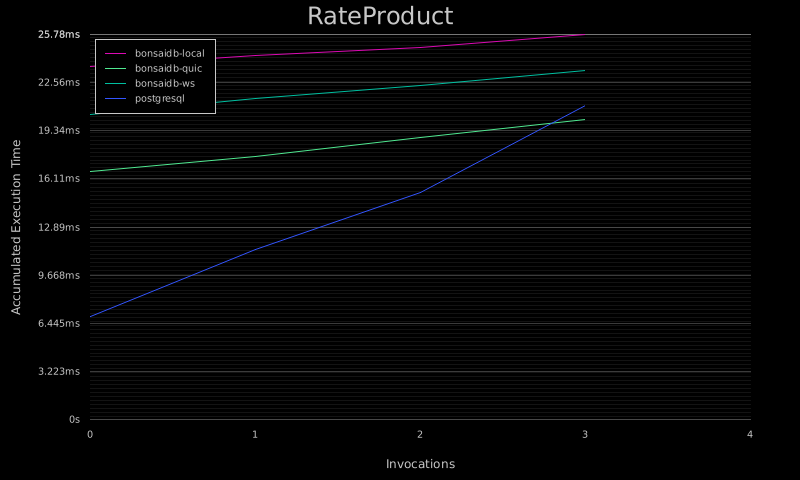 RateProduct
25.78ms
22.56ms
19.34ms
16.11ms
12.89ms
9.668ms
6.445ms
3.223ms
0s
Accumulated Execution Time
bonsaidb-local
bonsaidb-quic
bonsaidb-ws
postgresql
0 1 2 3 4
Invocations